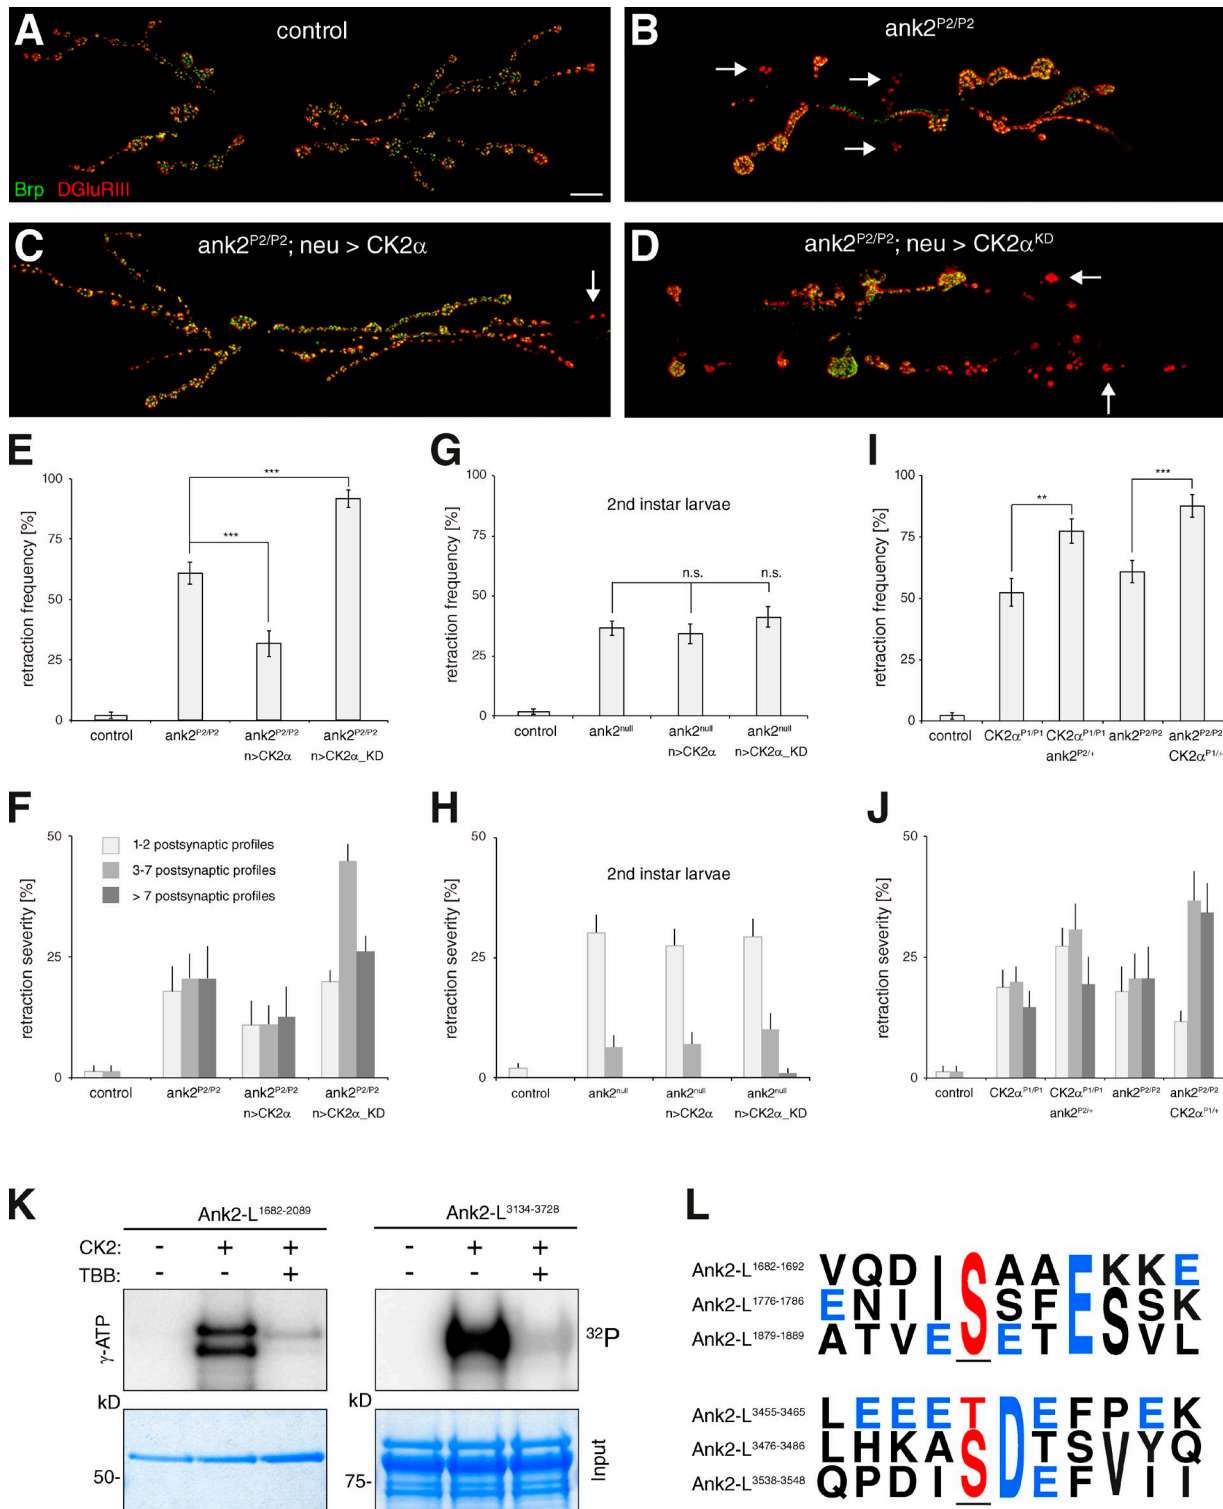 A
control
Brp DGluRIII
B
ank2P2/P2
C
ank2P2/P2; neu > CK2α
D
ank2P2/P2; neu > CK2αKD
E
retraction frequency [%]
100
75
50
25
0
***
***
control
ank2P2/P2
ank2P2/P2
n>CK2α
ank2P2/P2
n>CK2α_KD
G
retraction frequency [%]
100
75
50
25
0
2nd instar larvae
n.s.
n.s.
control
ank2null
ank2null
n>CK2α
ank2null
n>CK2α_KD
I
retraction frequency [%]
100
75
50
25
0
**
***
control
CK2αP1/P1
CK2αP1/P1
ank2P2/+
ank2P2/P2
ank2P2/P2
CK2αP1/+
F
retraction severity [%]
50
25
0
1-2 postsynaptic profiles
3-7 postsynaptic profiles
> 7 postsynaptic profiles
control
ank2P2/P2
ank2P2/P2
n>CK2α
ank2P2/P2
n>CK2α_KD
H
retraction severity [%]
50
25
0
2nd instar larvae
control
ank2null
ank2null
n>CK2α
ank2null
n>CK2α_KD
J
retraction severity [%]
50
25
0
control
CK2αP1/P1
CK2αP1/P1
ank2P2/+
ank2P2/P2
ank2P2/P2
CK2αP1/+
K
Ank2-L1682-2089
Ank2-L3134-3728
CK2: - + + - + +
TBB: - - + - - +
γ-ATP
32P
kD
50-
kD
75-
Input
L
Ank2-L1682-1692 VQDISAAEKKE
Ank2-L1776-1786 ENIISSFESSK
Ank2-L1879-1889 ATVESETESVL
Ank2-L3455-3465 LEEETDEFPEK
Ank2-L3476-3486 LHKASDTSVYQ
Ank2-L3538-3548 QPDISDEFVII